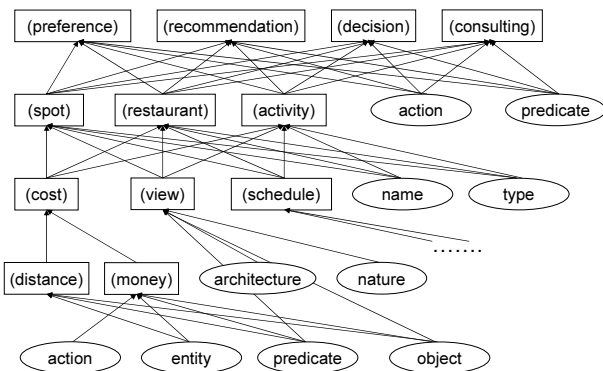 (preference) (recommendation) (decision) (consulting)
(spot) (restaurant) (activity) action predicate
(cost) (view) (schedule) name type
.......
(distance) (money) architecture nature
action entity predicate object